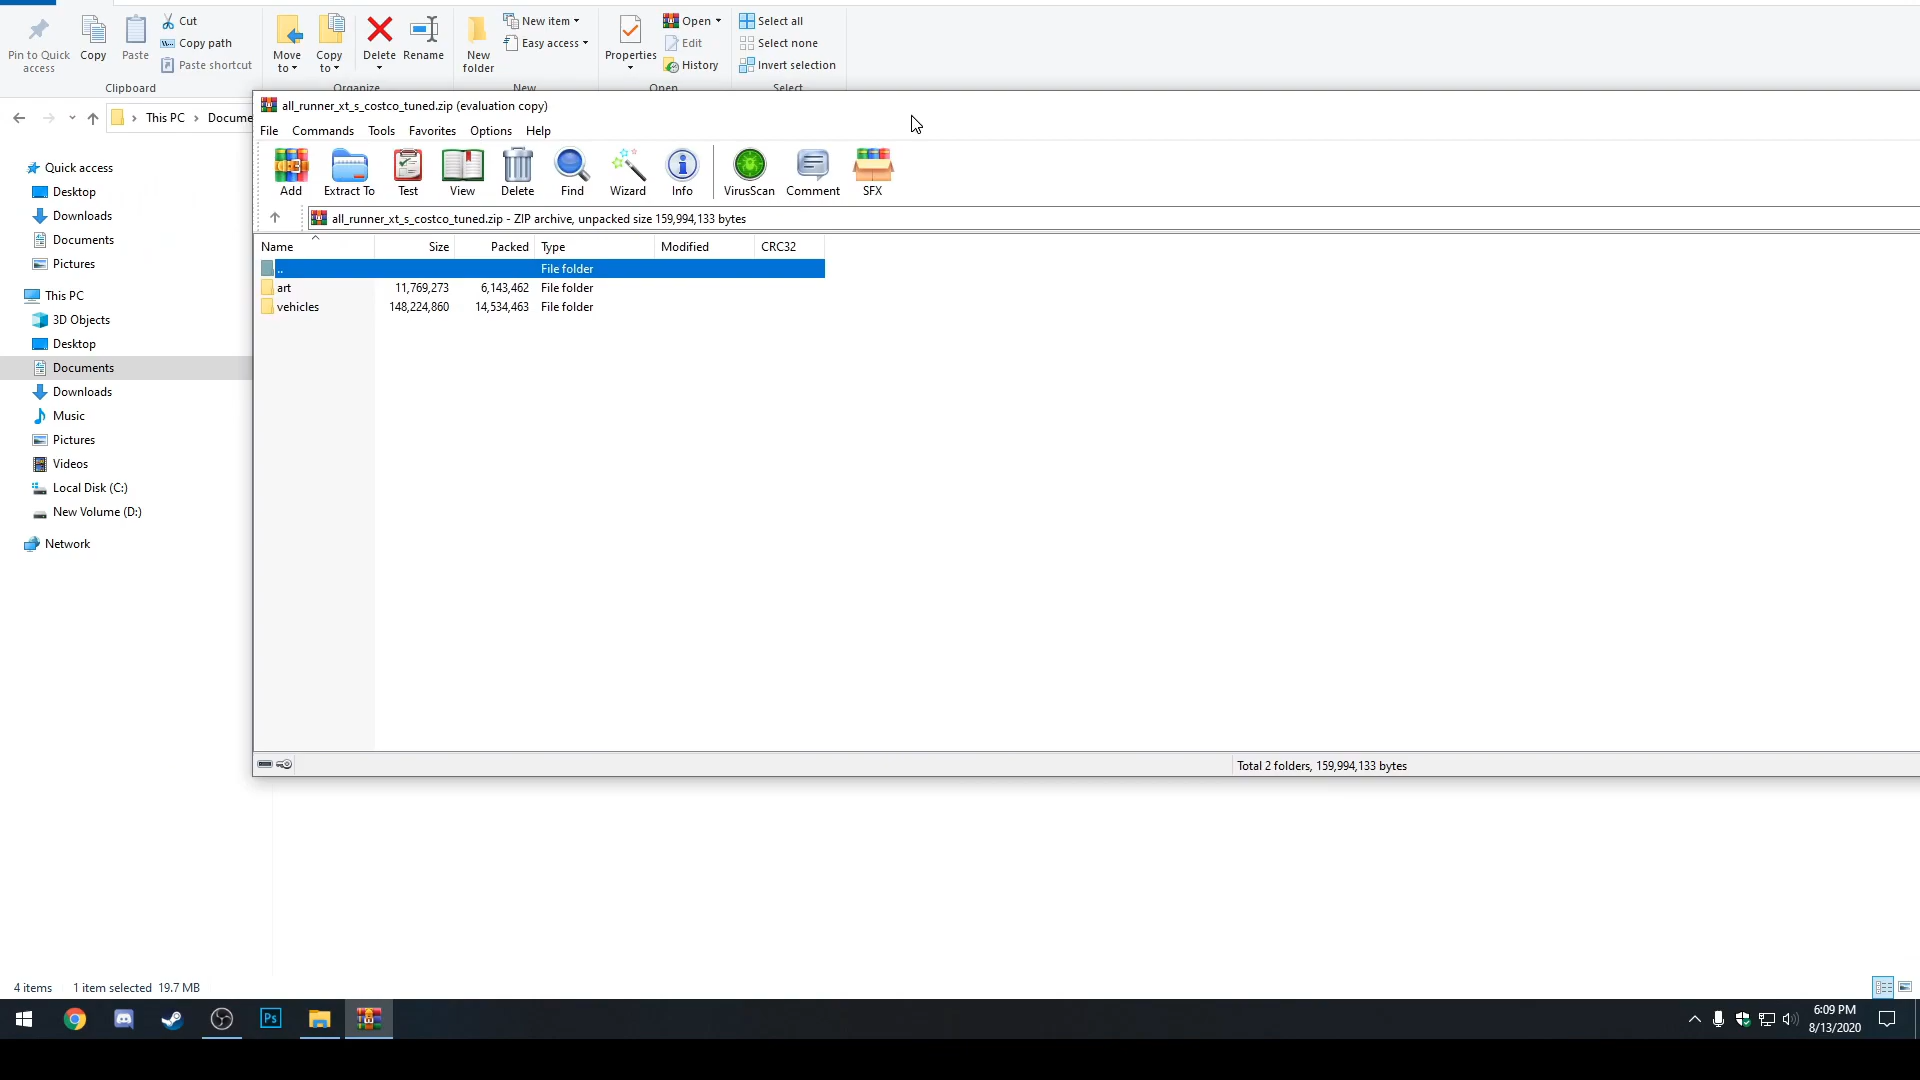 Pin to Quick access
Copy
Paste
Cut
Copy path
Paste shortcut
Clipboard
Move to
Copy to
Delete
Rename
Organize
New folder
New item
Easy access
New
Properties
Open
Edit
History
Open
Select all
Select none
Invert selection
Select
This PC
Docume
all_runner_xt_s_costco_tuned.zip (evaluation copy)
File Commands Tools Favorites Options Help
Add Extract To Test View Delete Find Wizard Info VirusScan Comment SFX
all_runner_xt_s_costco_tuned.zip - ZIP archive, unpacked size 159,994,133 bytes
Name Size Packed Type Modified CRC32
.. File folder
art 11,769,273 6,143,462 File folder
vehicles 148,224,860 14,534,463 File folder
Quick access
Desktop
Downloads
Documents
Pictures
This PC
3D Objects
Desktop
Documents
Downloads
Music
Pictures
Videos
Local Disk (C:)
New Volume (D:)
Network
Total 2 folders, 159,994,133 bytes
4 items 1 item selected 19.7 MB
Ps
6:09 PM
8/13/2020